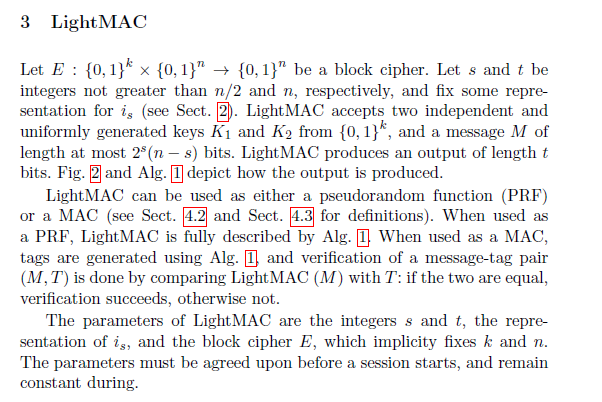 3 LightMAC
Let E : {0, 1}^k × {0, 1}^n → {0, 1}^n be a block cipher. Let s and t be
integers not greater than n/2 and n, respectively, and fix some repre-
sentation for i_s (see Sect. 2). LightMAC accepts two independent and
uniformly generated keys K_1 and K_2 from {0, 1}^k, and a message M of
length at most 2^s(n − s) bits. LightMAC produces an output of length t
bits. Fig. 2 and Alg. 1 depict how the output is produced.
LightMAC can be used as either a pseudorandom function (PRF)
or a MAC (see Sect. 4.2 and Sect. 4.3 for definitions). When used as
a PRF, LightMAC is fully described by Alg. 1. When used as a MAC,
tags are generated using Alg. 1, and verification of a message-tag pair
(M, T) is done by comparing LightMAC (M) with T: if the two are equal,
verification succeeds, otherwise not.
The parameters of LightMAC are the integers s and t, the repre-
sentation of i_s, and the block cipher E, which implicity fixes k and n.
The parameters must be agreed upon before a session starts, and remain
constant during.